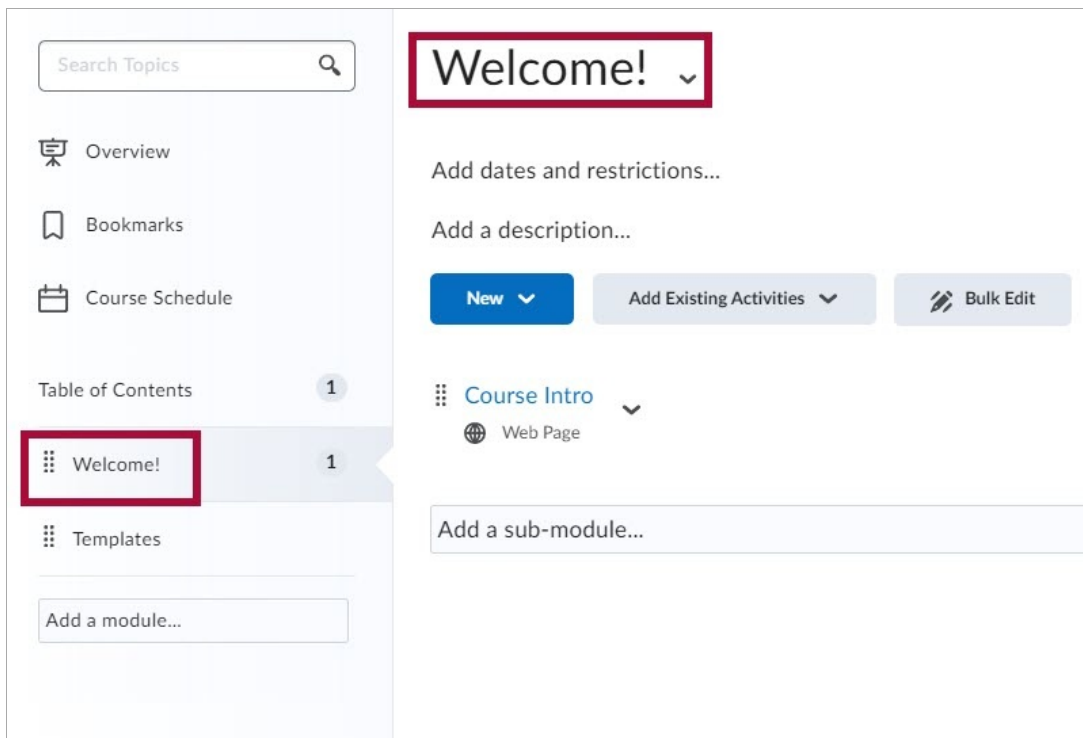 Search Topics
Overview
Bookmarks
Course Schedule
Table of Contents 1
Welcome! 1
Templates
Add a module...
Welcome!
Add dates and restrictions...
Add a description...
New Add Existing Activities Bulk Edit
Course Intro
Web Page
Add a sub-module...